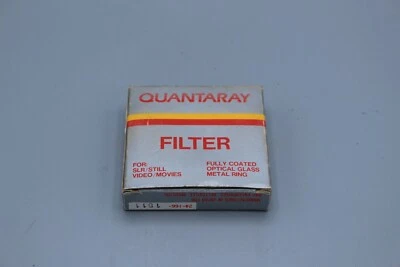 QUANTARAY
FILTER
FOR:
SLR/STILL
VIDEO/MOVIES
FULLY COATED
OPTICAL GLASS
METAL RING